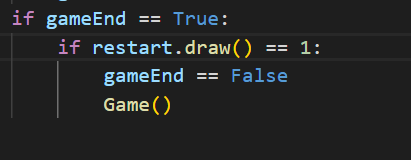 if gameEnd == True:
if restart.draw() == 1:
gameEnd == False
Game()